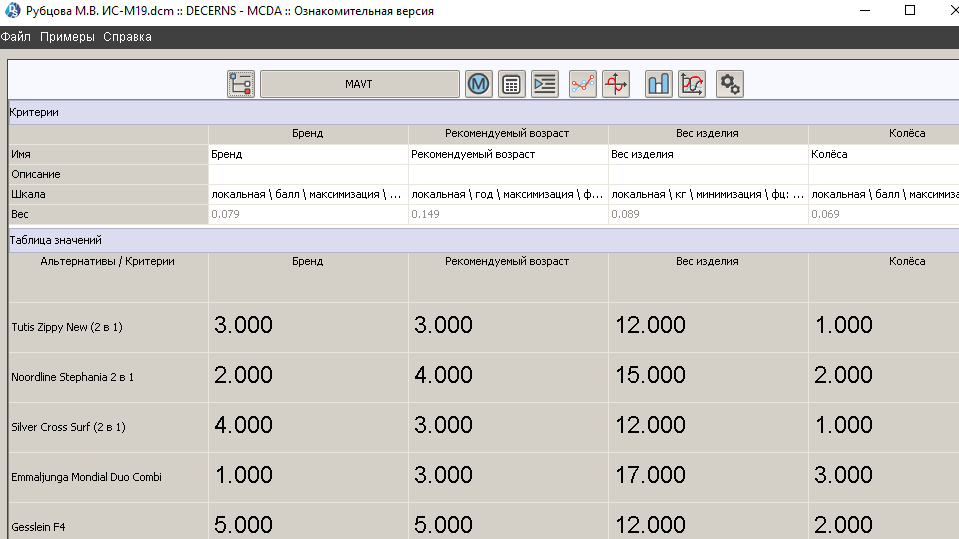 Рубцова М.В. ИС-М19.dcm :: DECERNS - MCDA :: Ознакомительная версия
Файл Примеры Справка
MAVT
Критерии
Бренд Рекомендуемый возраст Вес изделия Колёса
Имя Бренд Рекомендуемый возраст Вес изделия Колёса
Описание
Шкала локальная \ балл \ максимизация \ ... локальная \ год \ максимизация \ ф... локальная \ кг \ минимизация \ фц: ... локальная \ балл \ максимиза
Вес 0.079 0.149 0.089 0.069
Таблица значений
Альтернативы / Критерии Бренд Рекомендуемый возраст Вес изделия Колёса
Tutis Zippy New (2 в 1) 3.000 3.000 12.000 1.000
Noordline Stephania 2 в 1 2.000 4.000 15.000 2.000
Silver Cross Surf (2 в 1) 4.000 3.000 12.000 1.000
Emmaljunga Mondial Duo Combi 1.000 3.000 17.000 3.000
Gesslein F4 5.000 5.000 12.000 2.000